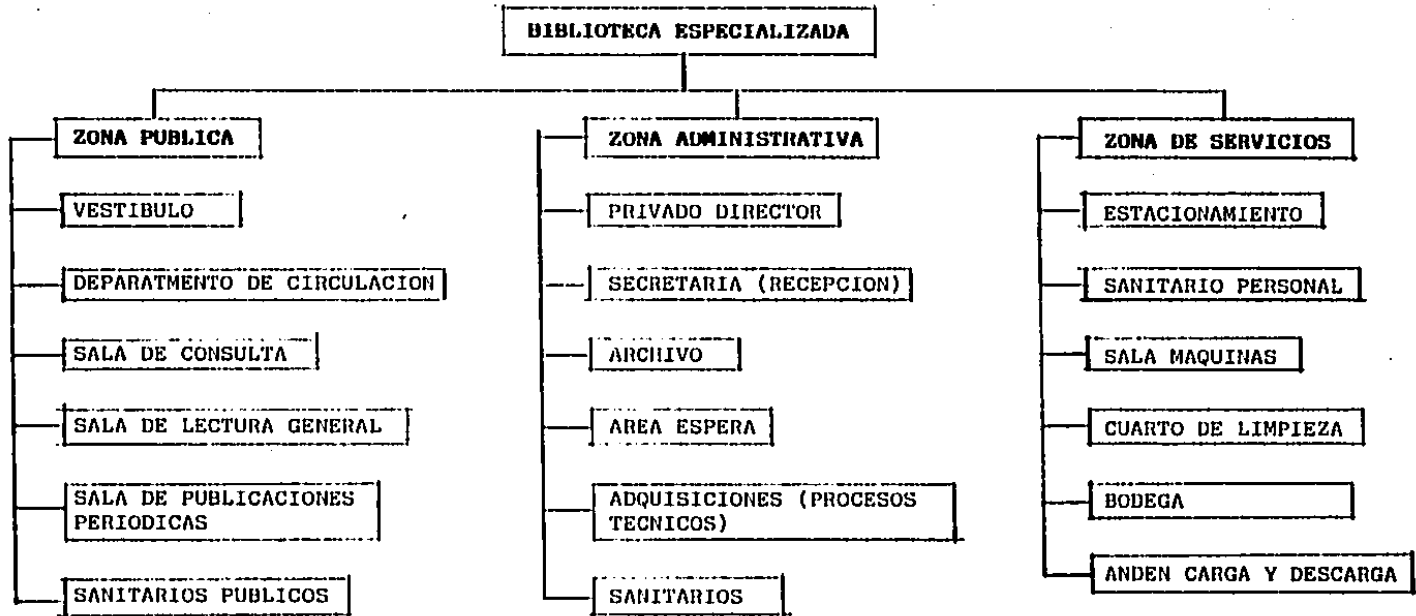 BIBLIOTECA ESPECIALIZADA
ZONA PUBLICA
VESTIBULO
DEPARATMENTO DE CIRCULACION
SALA DE CONSULTA
SALA DE LECTURA GENERAL
SALA DE PUBLICACIONES
PERIODICAS
SANITARIOS PUBLICOS
ZONA ADMINISTRATIVA
PRIVADO DIRECTOR
SECRETARIA (RECEPCION)
ARCHIVO
AREA ESPERA
ADQUISICIONES (PROCESOS
TECNICOS)
SANITARIOS
ZONA DE SERVICIOS
ESTACIONAMIENTO
SANITARIO PERSONAL
SALA MAQUINAS
CUARTO DE LIMPIEZA
BODEGA
ANDEN CARGA Y DESCARGA